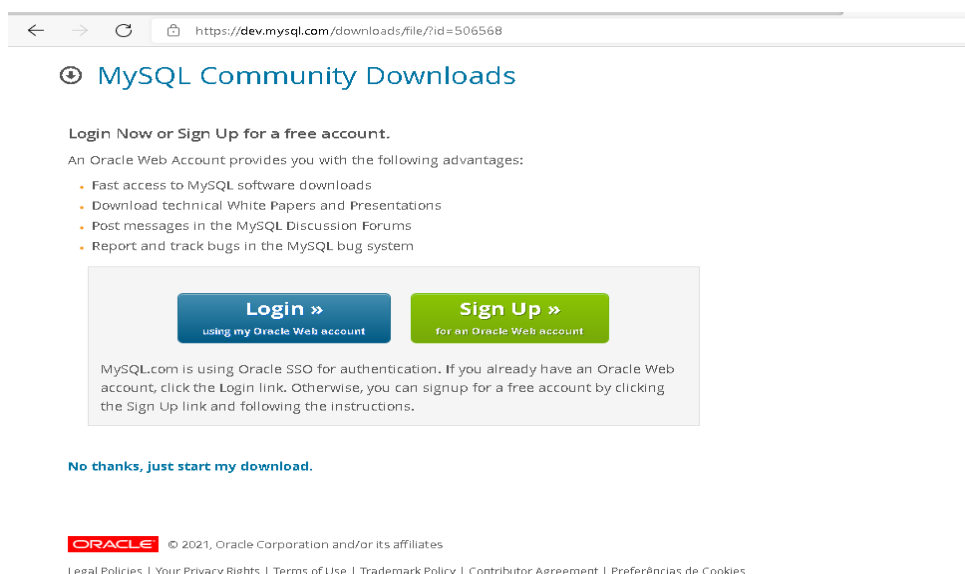 https://dev.mysql.com/downloads/file/?id=506568
MySQL Community Downloads
Login Now or Sign Up for a free account.
An Oracle Web Account provides you with the following advantages:
Fast access to MySQL software downloads
Download technical White Papers and Presentations
Post messages in the MySQL Discussion Forums
Report and track bugs in the MySQL bug system
Login »
using my Oracle Web account
Sign Up »
for an Oracle Web account
MySQL.com is using Oracle SSO for authentication. If you already have an Oracle Web
account, click the Login link. Otherwise, you can signup for a free account by clicking
the Sign Up link and following the instructions.
No thanks, just start my download.
ORACLE © 2021, Oracle Corporation and/or its affiliates
Legal Policies | Your Privacy Rights | Terms of Use | Trademark Policy | Contributor Agreement | Preferências de Cookies